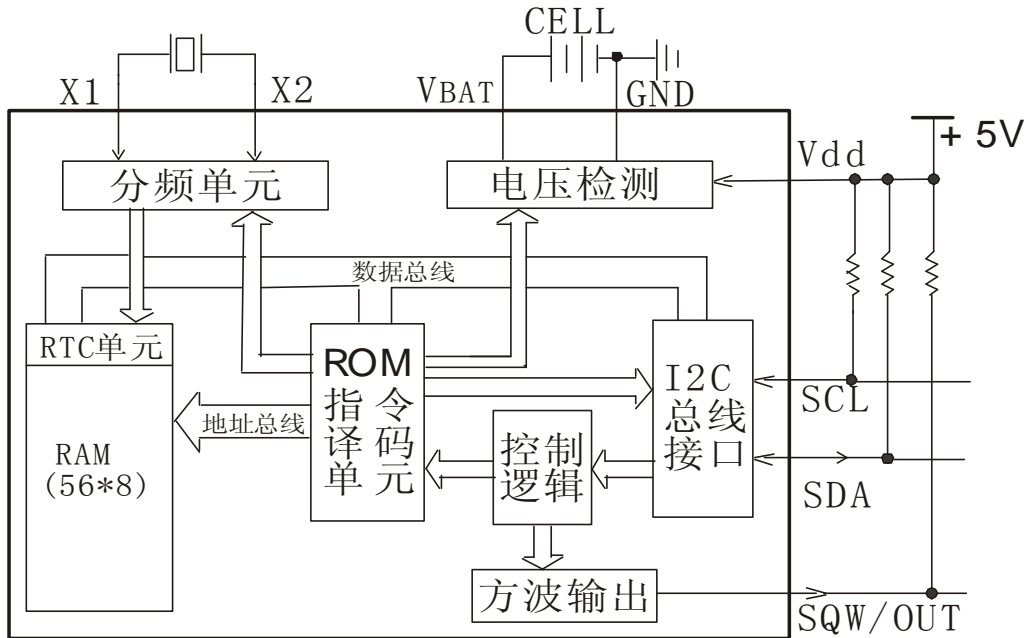 CELL
X1
X2
VBAT
GND
+ 5V
Vdd
分频单元
电压检测
数据总线
RTC单元
ROM
指令
译码
单元
I2C
总线
接口
SCL
地址总线
控制
逻辑
RAM
(56*8)
SDA
方波输出
SQW/OUT